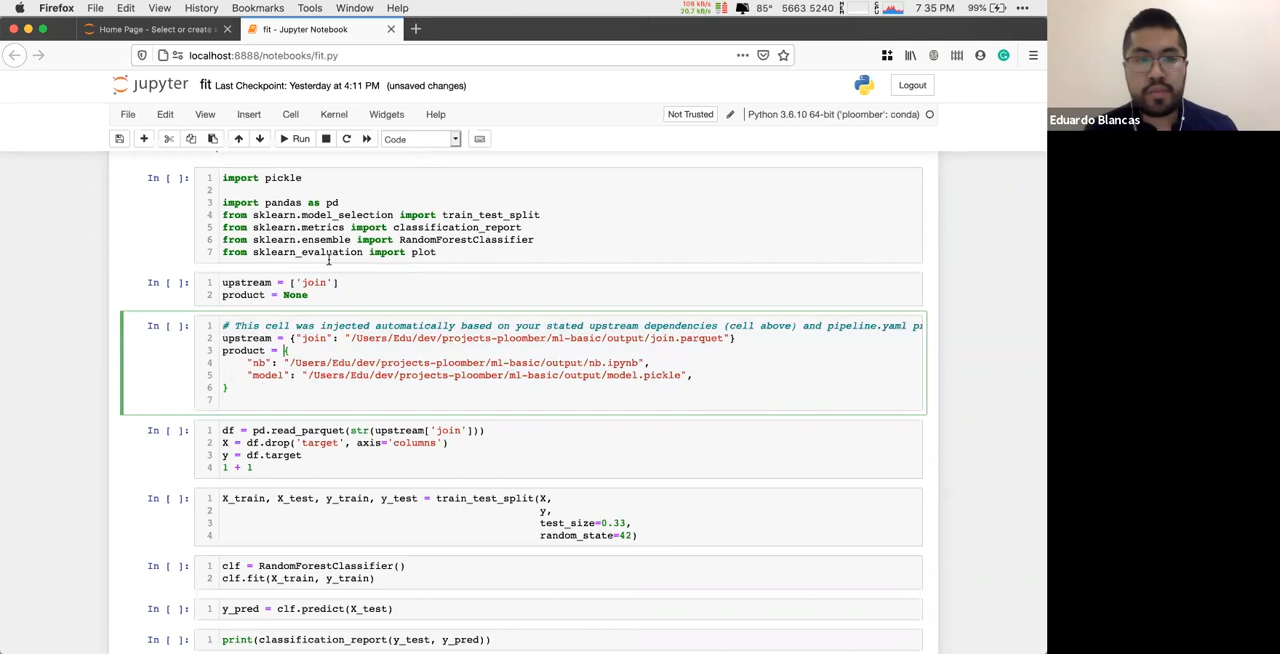 Firefox File Edit View History Bookmarks Tools Window Help 106 kB/s 20.7 kB/s 85° 5663 5240 7 35 PM 99%
Home Page - Select or create a
fit - Jupyter Notebook
localhost:8888/notebooks/fit.py
jupyter fit Last Checkpoint: Yesterday at 4:11 PM (unsaved changes) Logout
File Edit View Insert Cell Kernel Widgets Help Not Trusted Python 3.6.10 64-bit ('ploomber': conda)
Run Code
In [ ]: 1 import pickle
2
3 import pandas as pd
4 from sklearn.model_selection import train_test_split
5 from sklearn.metrics import classification_report
6 from sklearn.ensemble import RandomForestClassifier
7 from sklearn_evaluation import plot
In [ ]: 1 upstream = ['join']
2 product = None
In [ ]: 1 # This cell was injected automatically based on your stated upstream dependencies (cell above) and pipeline.yaml pr
2 upstream = {"join": "/Users/Edu/dev/projects-ploomber/ml-basic/output/join.parquet"}
3 product = {
4 "nb": "/Users/Edu/dev/projects-ploomber/ml-basic/output/nb.ipynb",
5 "model": "/Users/Edu/dev/projects-ploomber/ml-basic/output/model.pickle",
6 }
7
In [ ]: 1 df = pd.read_parquet(str(upstream['join']))
2 X = df.drop('target', axis='columns')
3 y = df.target
4 1 + 1
In [ ]: 1 X_train, X_test, y_train, y_test = train_test_split(X,
2 y,
3 test_size=0.33,
4 random_state=42)
In [ ]: 1 clf = RandomForestClassifier()
2 clf.fit(X_train, y_train)
In [ ]: 1 y_pred = clf.predict(X_test)
In [ ]: 1 print(classification_report(y_test, y_pred))
Eduardo Blancas